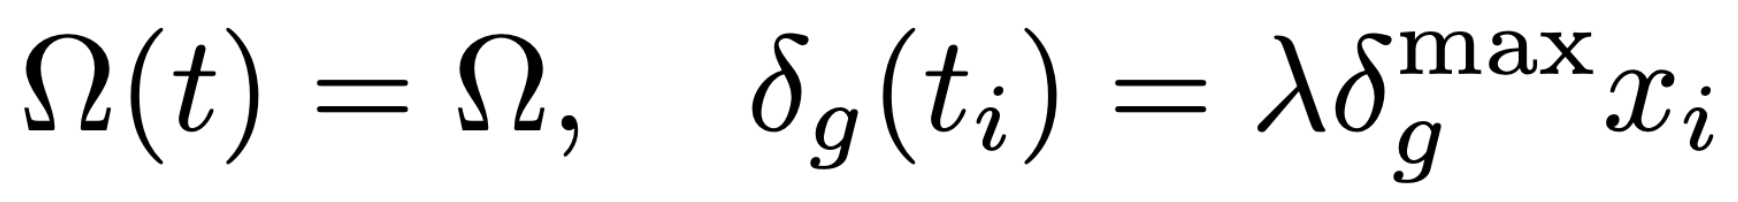 Ω(t) = Ω,  δ_g(t_i) = λδ_g^max x_i